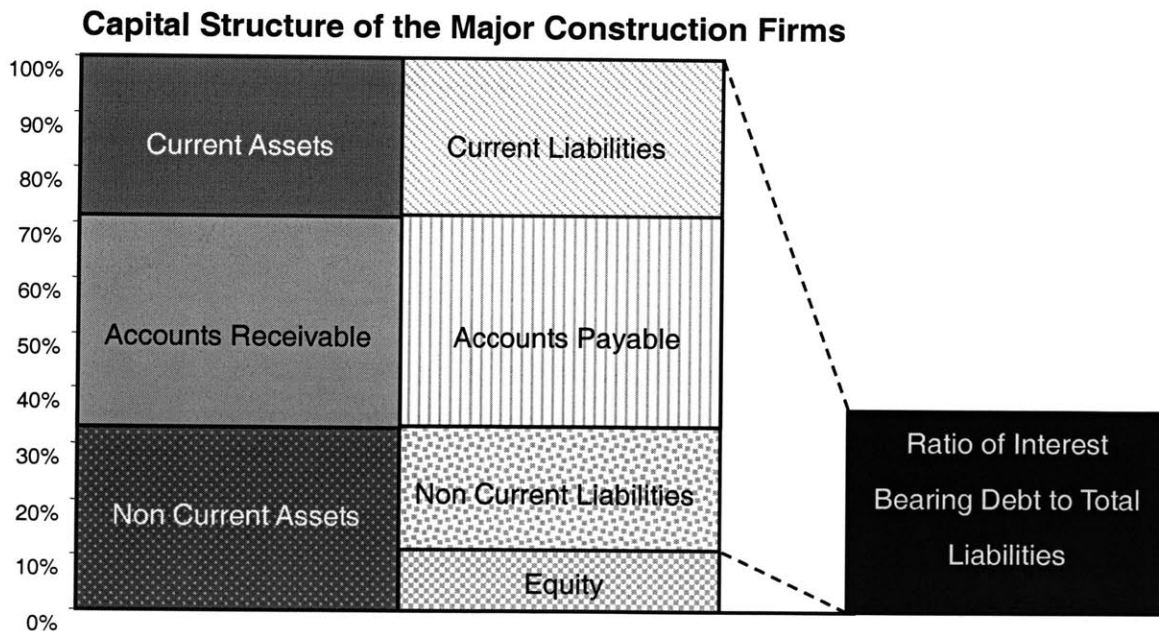 Capital Structure of the Major Construction Firms
100%
90%
80%
70%
60%
50%
40%
30%
20%
10%
0%
Current Assets
Current Liabilities
Accounts Receivable
Accounts Payable
Non Current Assets
Non Current Liabilities
Equity
Ratio of Interest
Bearing Debt to Total
Liabilities